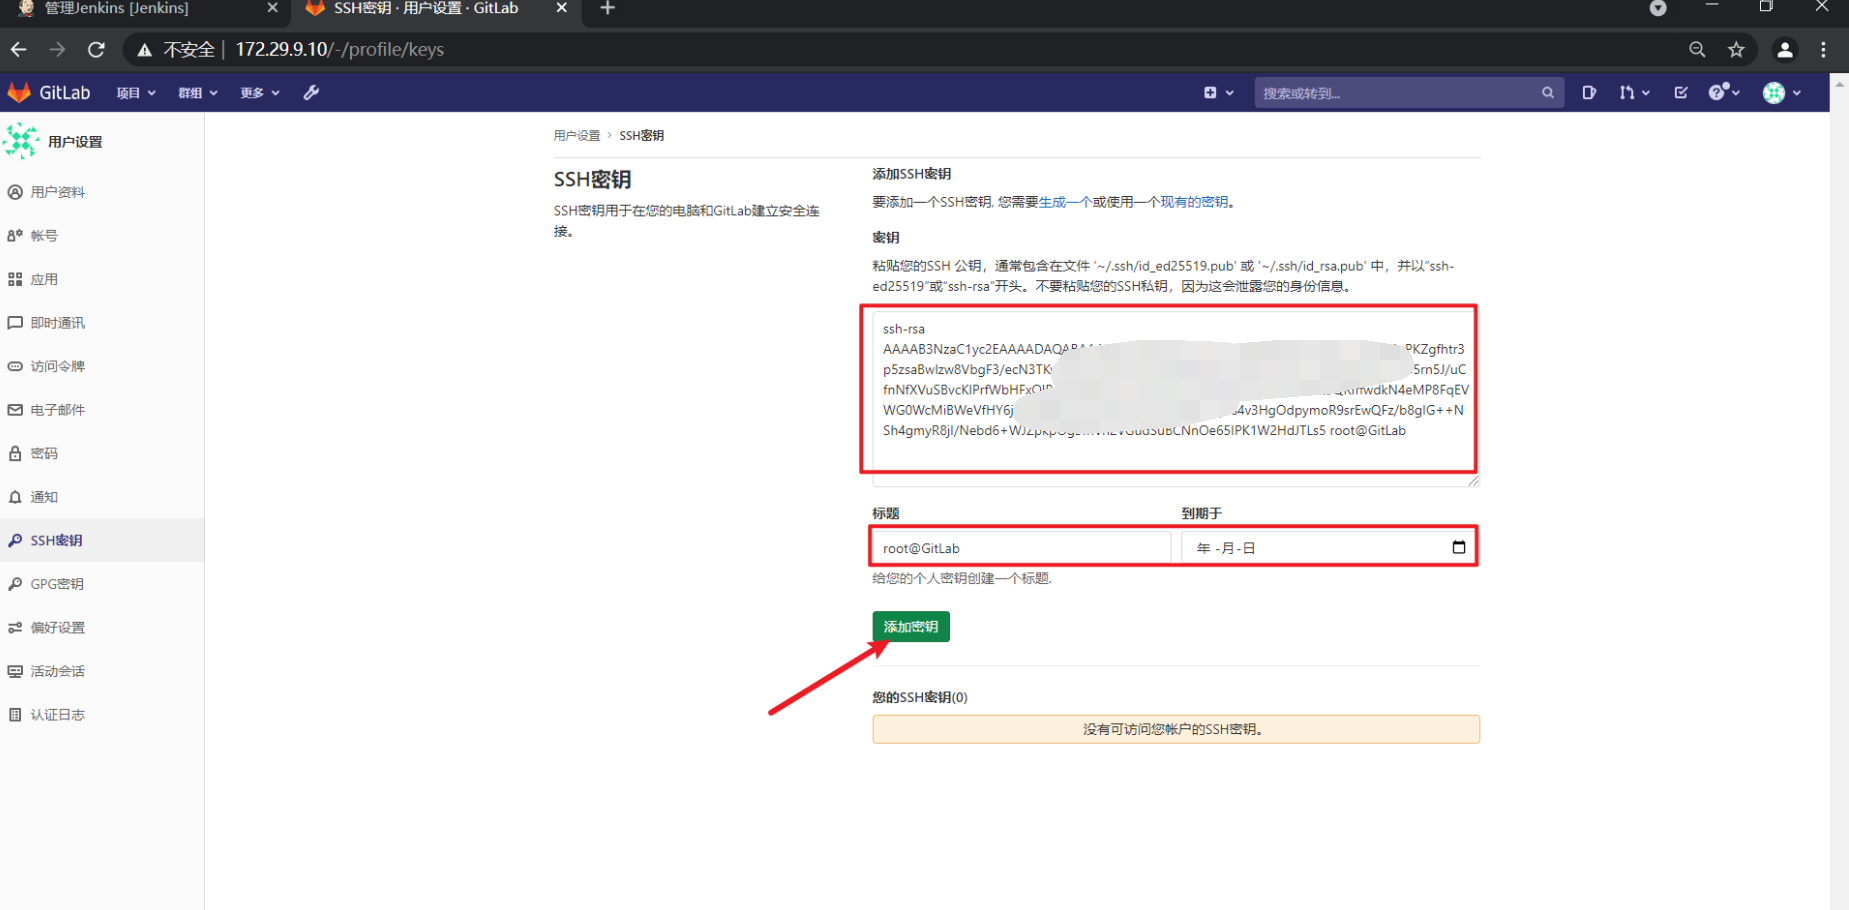 管理Jenkins [Jenkins]
SSH密钥 · 用户设置 · GitLab
不安全 | 172.29.9.10/-/profile/keys
GitLab 项目 群组 更多
搜索或转到...
用户设置
用户资料
帐号
应用
即时通讯
访问令牌
电子邮件
密码
通知
SSH密钥
GPG密钥
偏好设置
活动会话
认证日志
用户设置 > SSH密钥
SSH密钥
SSH密钥用于在您的电脑和GitLab建立安全连
接。
添加SSH密钥
要添加一个SSH密钥, 您需要生成一个或使用一个现有的密钥。
密钥
粘贴您的SSH 公钥，通常包含在文件 '~/.ssh/id_ed25519.pub' 或 '~/.ssh/id_rsa.pub' 中，并以“ssh-
ed25519”或“ssh-rsa”开头。不要粘贴您的SSH私钥，因为这会泄露您的身份信息。
ssh-rsa
AAAAB3NzaC1yc2EAAAADAQABA PKZgfhtr3
p5zsaBwIzw8VbgF3/ecN3TK 5rn5J/uC
fnNfXVuSBvcKlPrfWbHFxQ wdkN4eMP8FqEV
WG0WcMiBWeVfHY6j s4v3HgOdpymoR9srEwQFz/b8glG++N
Sh4gmyR8jI/Nebd6+ CNnOe65IPK1W2HdJTLs5 root@GitLab
标题
到期于
root@GitLab
年 -月-日
给您的个人密钥创建一个标题.
添加密钥
您的SSH密钥(0)
没有可访问您帐户的SSH密钥。